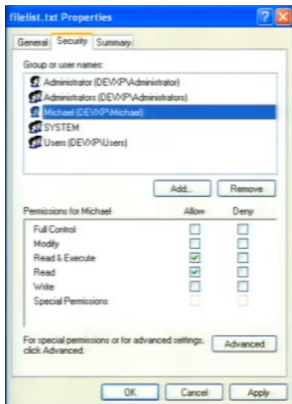 filelist.txt Properties
General Security Summary
Group or user names:
Administrator (DEVXP\Administrator)
Administrators (DEVXP\Administrators)
Michael (DEVXP\Michael)
SYSTEM
Users (DEVXP\Users)
Add... Remove
Permissions for Michael Allow Deny
Full Control
Modify
Read & Execute
Read
Write
Special Permissions
For special permissions or for advanced settings,
click Advanced.
Advanced
OK Cancel Apply